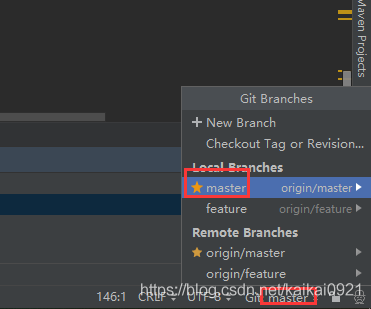 Maven Projects
Git Branches
+ New Branch
Checkout Tag or Revision...
Local Branches
master origin/master
feature origin/feature
Remote Branches
origin/master
origin/feature
https://blog.csdn.net/kaikai0921
146:1 CRLF UTF-8 Git: master